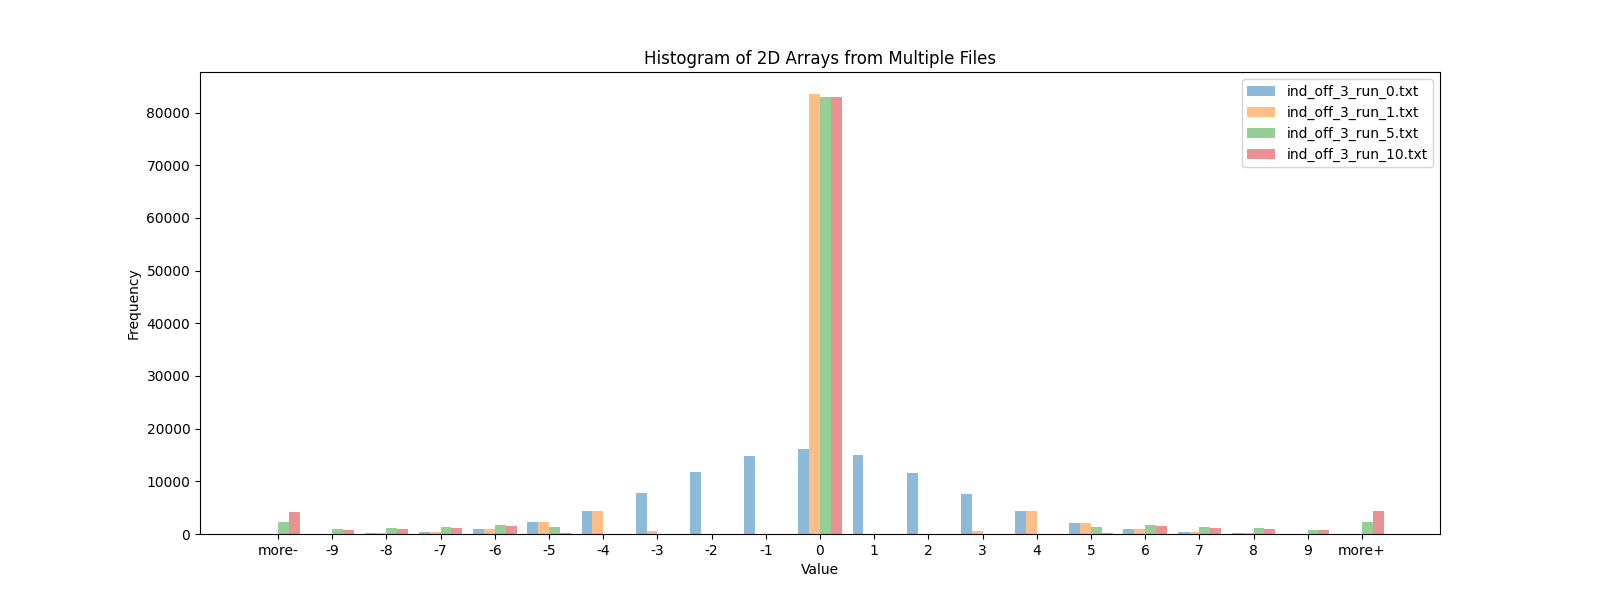 Histogram of 2D Arrays from Multiple Files
ind_off_3_run_0.txt
ind_off_3_run_1.txt
ind_off_3_run_5.txt
ind_off_3_run_10.txt
80000
70000
60000
50000
40000
30000
20000
10000
0
Frequency
more- -9 -8 -7 -6 -5 -4 -3 -2 -1 0 1 2 3 4 5 6 7 8 9 more+
Value